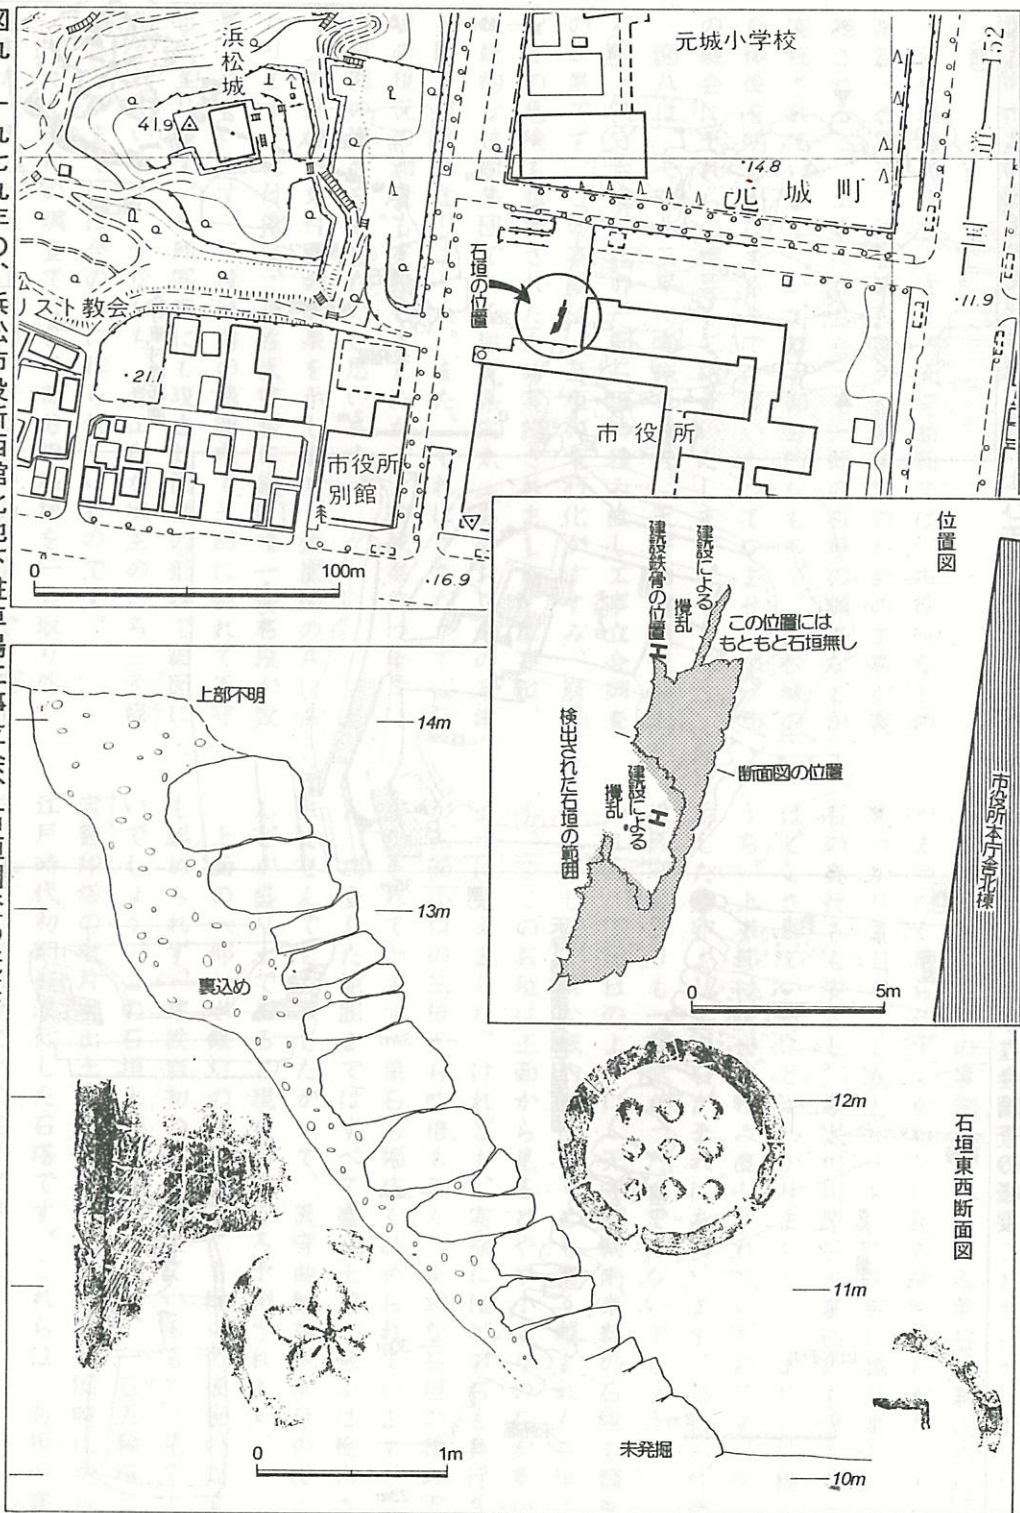 元城小学校
浜松城
41.9
14.8
元城町
国道
152
石垣の位置
11.9
リスト教会
21.1
市役所
市役所
別館
16.9
0
100m
位置図
建設鉄骨の位置
建設による
攪乱
この位置には
もともと石垣無し
断面図の位置
検出された石垣の範囲
建設による
攪乱
市役所本庁舎北棟
0
5m
石垣東西断面図
上部不明
14m
13m
裏込め
12m
11m
未発掘
10m
0
1m